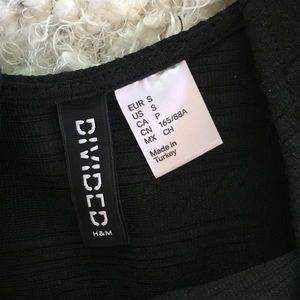 DIVIDED
H&M
EUR S
US S
CA P
CN 165/88A
MX CH
Made in
Turkey